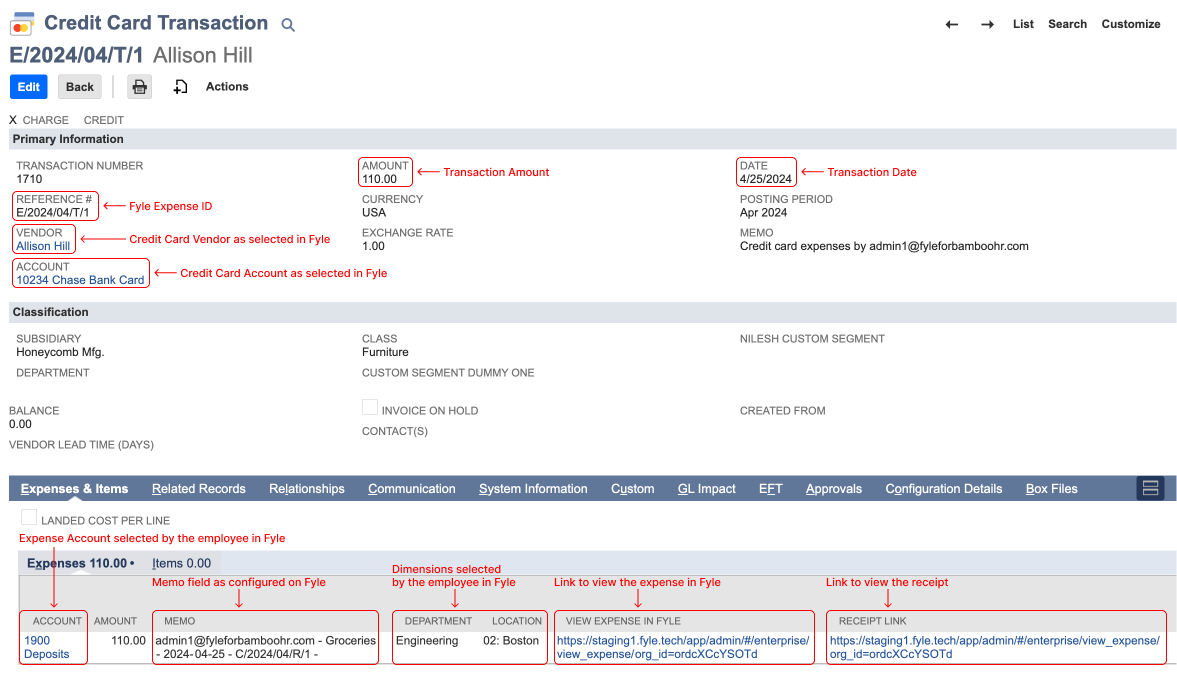 Credit Card Transaction
List Search Customize
E/2024/04/T/1 Allison Hill
Edit Back Actions
X CHARGE CREDIT
Primary Information
TRANSACTION NUMBER
1710
AMOUNT
110.00
Transaction Amount
DATE
4/25/2024
Transaction Date
REFERENCE #
E/2024/04/T/1
Fyle Expense ID
CURRENCY
USA
POSTING PERIOD
Apr 2024
VENDOR
Allison Hill
Credit Card Vendor as selected in Fyle
EXCHANGE RATE
1.00
MEMO
Credit card expenses by admin1@fyleforbamboohr.com
ACCOUNT
10234 Chase Bank Card
Credit Card Account as selected in Fyle
Classification
SUBSIDIARY
Honeycomb Mfg.
CLASS
Furniture
NILESH CUSTOM SEGMENT
DEPARTMENT
CUSTOM SEGMENT DUMMY ONE
BALANCE
0.00
INVOICE ON HOLD
CREATED FROM
CONTACT(S)
VENDOR LEAD TIME (DAYS)
Expenses & Items Related Records Relationships Communication System Information Custom GL Impact EFT Approvals Configuration Details Box Files
LANDED COST PER LINE
Expense Account selected by the employee in Fyle
Expenses 110.00 • Items 0.00
Memo field as configured on Fyle
Dimensions selected
by the employee in Fyle
Link to view the expense in Fyle
Link to view the receipt
ACCOUNT AMOUNT MEMO DEPARTMENT LOCATION VIEW EXPENSE IN FYLE RECEIPT LINK
1900
Deposits
110.00
admin1@fyleforbamboohr.com - Groceries
- 2024-04-25 - C/2024/04/R/1 -
Engineering
02: Boston
https://staging1.fyle.tech/app/admin/#/enterprise/
view_expense/org_id=ordcXCcYSOTd
https://staging1.fyle.tech/app/admin/#/enterprise/view_expense/
org_id=ordcXCcYSOTd